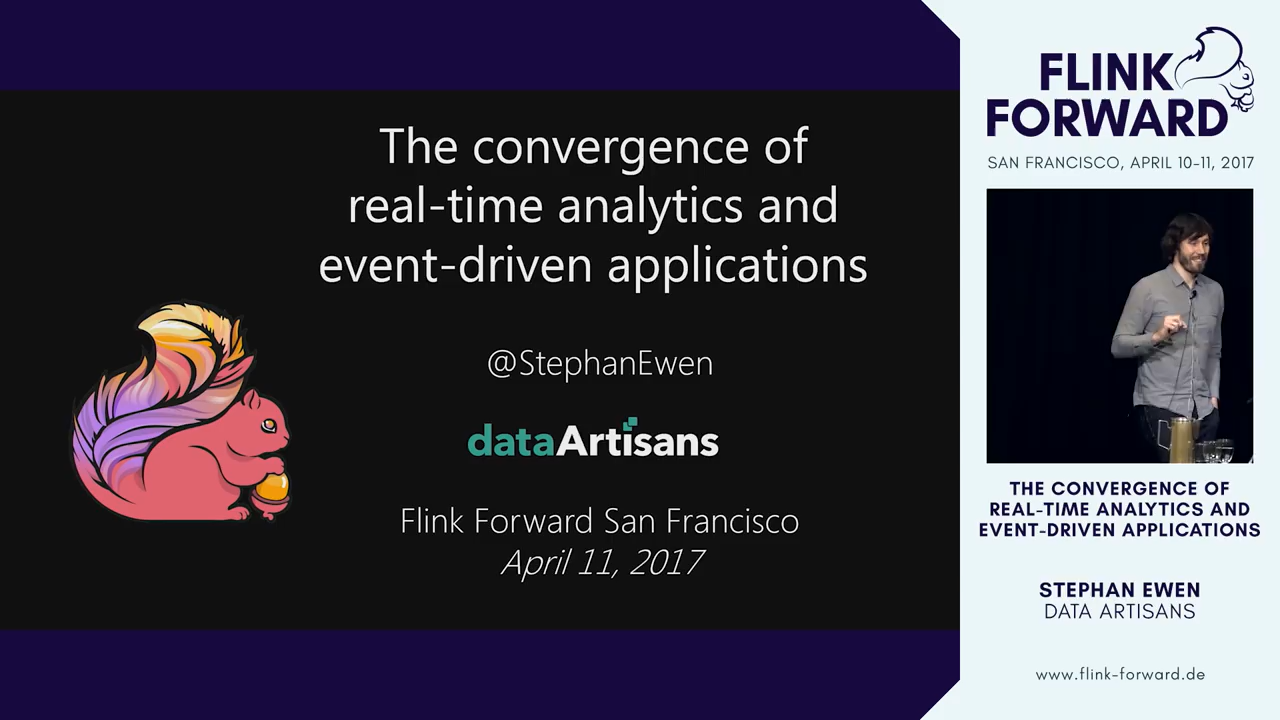 The convergence of
real-time analytics and
event-driven applications
@StephanEwen
dataArtisans
Flink Forward San Francisco
April 11, 2017
FLINK
FORWARD
SAN FRANCISCO, APRIL 10-11, 2017
THE CONVERGENCE OF
REAL-TIME ANALYTICS AND
EVENT-DRIVEN APPLICATIONS
STEPHAN EWEN
DATA ARTISANS
www.flink-forward.de